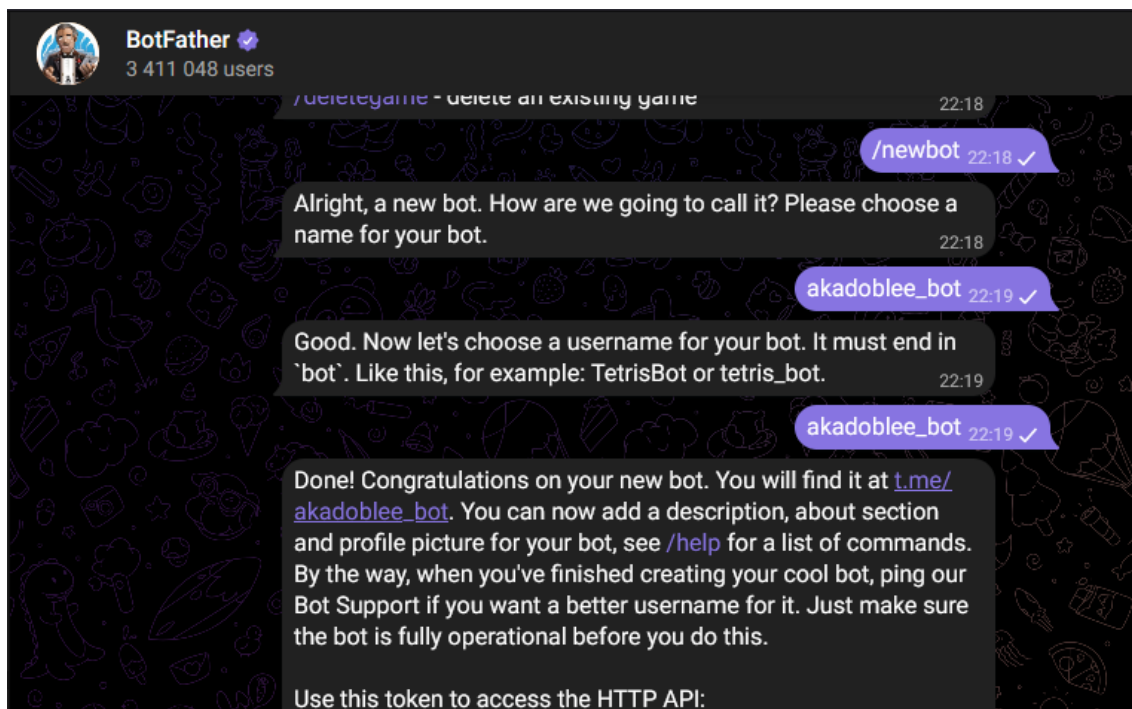 BotFather
3 411 048 users
/deletegame - delete an existing game
22:18
/newbot 22:18
Alright, a new bot. How are we going to call it? Please choose a
name for your bot.
22:18
akadoblee_bot 22:19
Good. Now let's choose a username for your bot. It must end in
`bot`. Like this, for example: TetrisBot or tetris_bot.
22:19
akadoblee_bot 22:19
Done! Congratulations on your new bot. You will find it at t.me/
akadoblee_bot. You can now add a description, about section
and profile picture for your bot, see /help for a list of commands.
By the way, when you've finished creating your cool bot, ping our
Bot Support if you want a better username for it. Just make sure
the bot is fully operational before you do this.
Use this token to access the HTTP API: